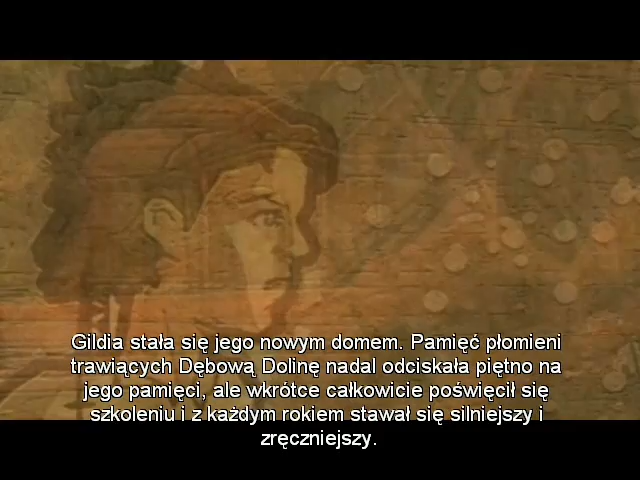 Gildia stała się jego nowym domem. Pamięć płomieni
trawiących Dębową Dolinę nadal odciskała piętno na
jego pamięci, ale wkrótce całkowicie poświęcił się
szkoleniu i z każdym rokiem stawał się silniejszy i
zręczniejszy.